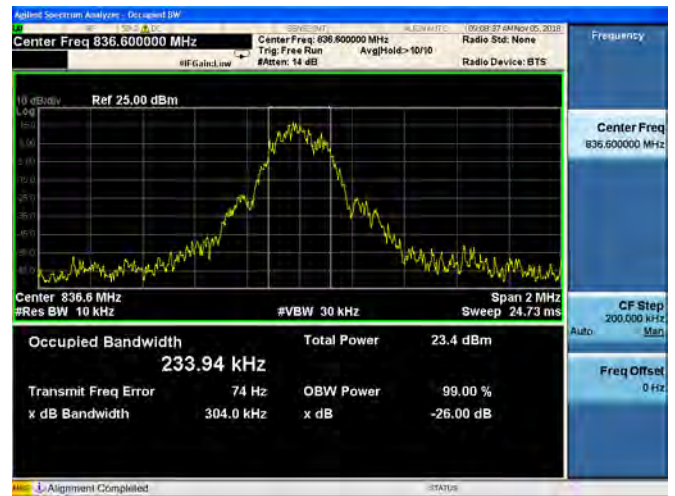 Agilent Spectrum Analyzer - Occupied BW
Center Freq 836.600000 MHz
#IFGain:Low
Center Freq: 836.600000 MHz
Trig: Free Run Avg|Hold:>10/10
#Atten: 14 dB
09:08:37 AM Nov 05, 2018
Radio Std: None
Radio Device: BTS
10 dB/div Ref 25.00 dBm
Log
Center 836.6 MHz Span 2 MHz
#Res BW 10 kHz #VBW 30 kHz Sweep 24.73 ms
Occupied Bandwidth Total Power 23.4 dBm
233.94 kHz
Transmit Freq Error 74 Hz OBW Power 99.00 %
x dB Bandwidth 304.0 kHz x dB -26.00 dB
Alignment Completed STATUS
Frequency
Center Freq
836.600000 MHz
CF Step
200.000 kHz
Auto Man
Freq Offset
0 Hz